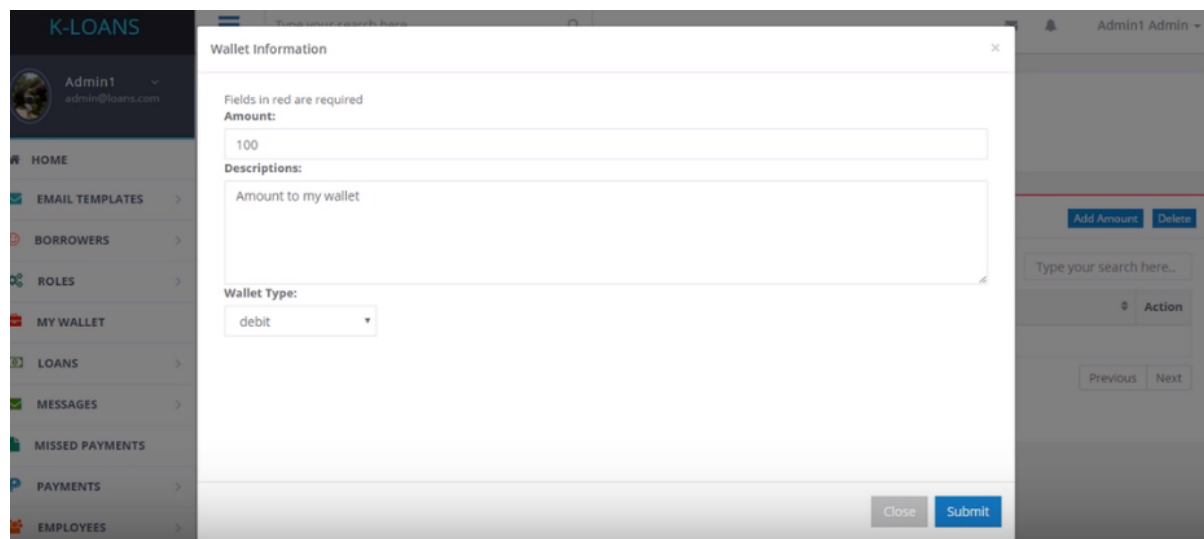 K-LOANS
Type your search here
Admin1 Admin
Admin1
admin@loans.com
HOME
EMAIL TEMPLATES
BORROWERS
ROLES
MY WALLET
LOANS
MESSAGES
MISSED PAYMENTS
PAYMENTS
EMPLOYEES
Wallet Information
×
Fields in red are required
Amount:
100
Descriptions:
Amount to my wallet
Wallet Type:
debit
Close Submit
Add Amount Delete
Type your search here..
Action
Previous Next